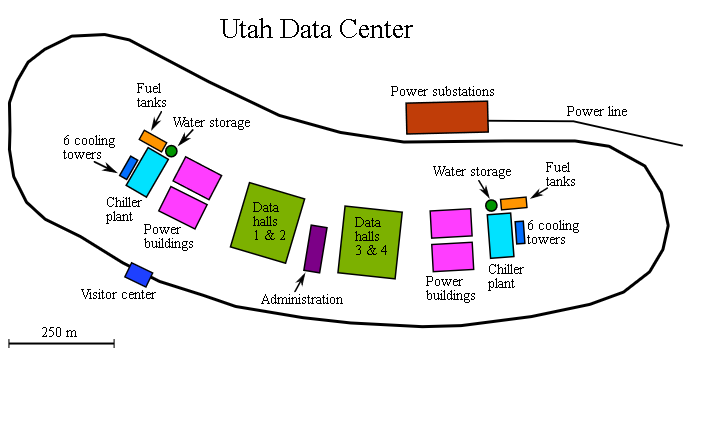 Utah Data Center
Fuel
tanks
Water storage
6 cooling
towers
Chiller
plant
Power
buildings
Visitor center
Data
halls
1 & 2
Administration
Data
halls
3 & 4
Power substations
Power line
Water storage
Fuel
tanks
6 cooling
towers
Chiller
plant
Power
buildings
250 m